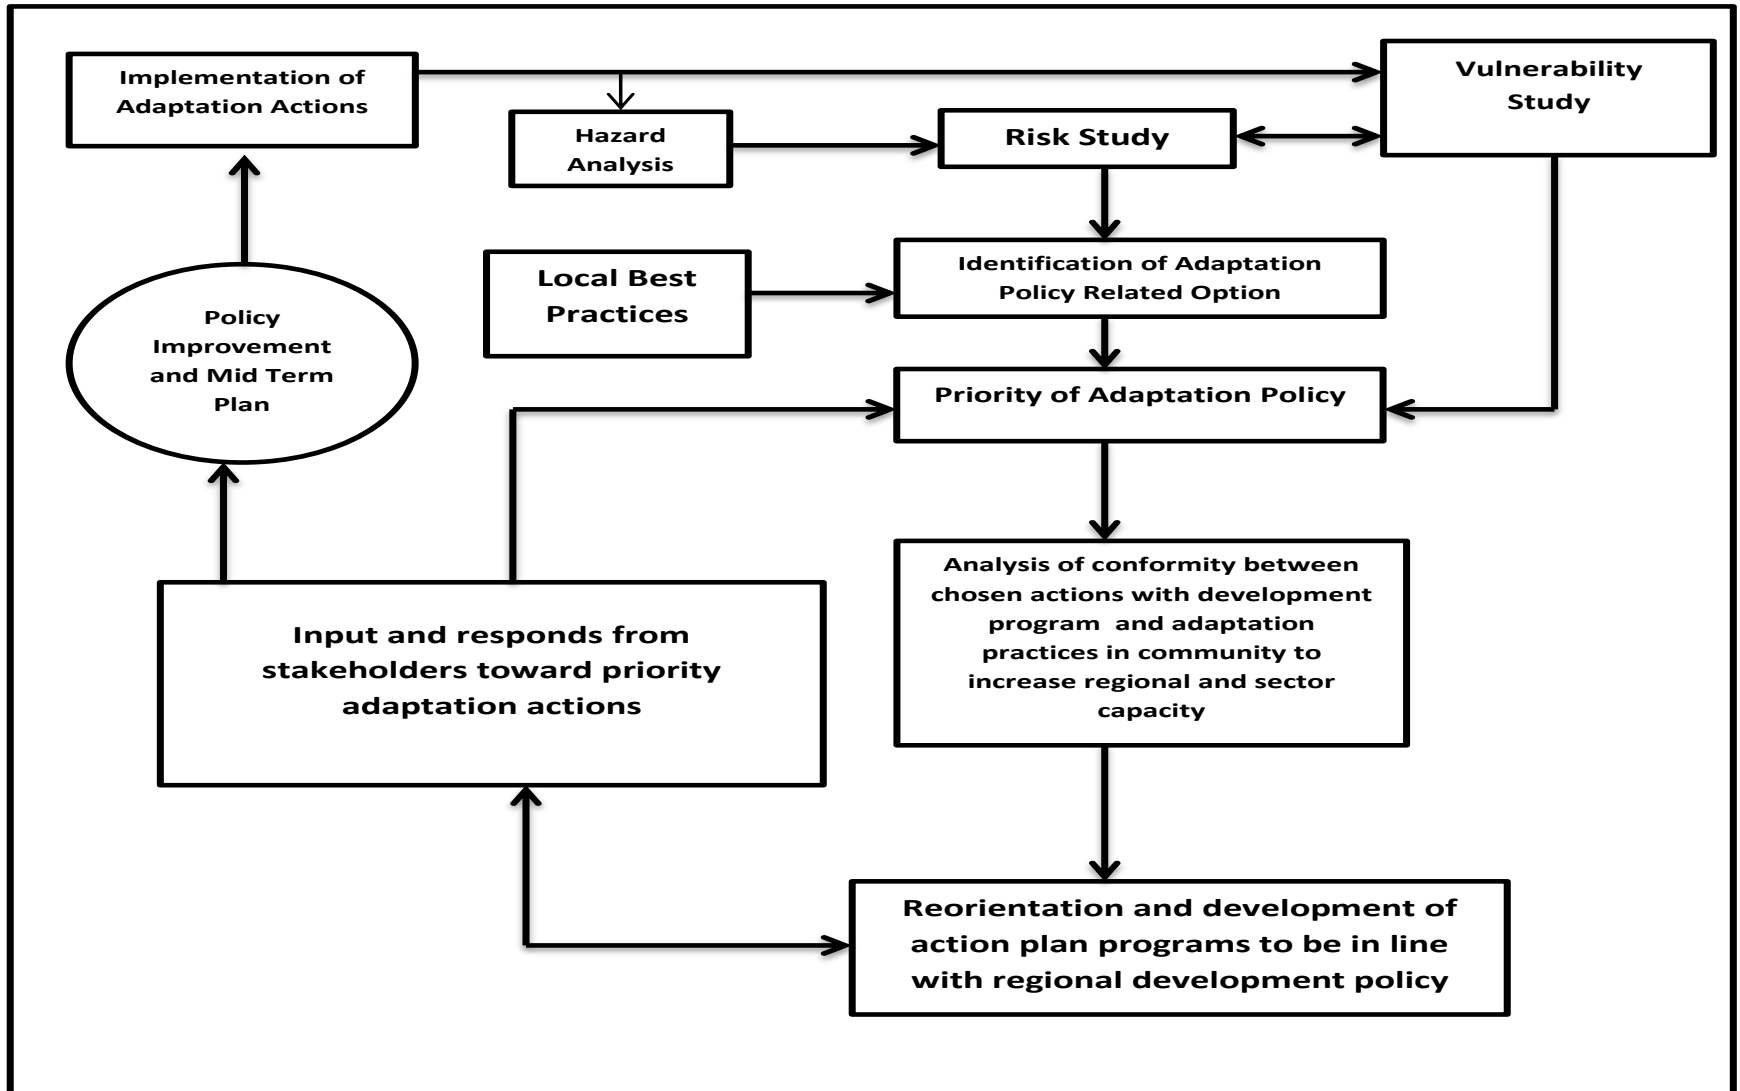 Implementation of
Adaptation Actions
Vulnerability
Study
Hazard
Analysis
Risk Study
Local Best
Practices
Identification of Adaptation
Policy Related Option
Policy
Improvement
and Mid Term
Plan
Priority of Adaptation Policy
Analysis of conformity between
chosen actions with development
program and adaptation
practices in community to
increase regional and sector
capacity
Input and responds from
stakeholders toward priority
adaptation actions
Reorientation and development of
action plan programs to be in line
with regional development policy